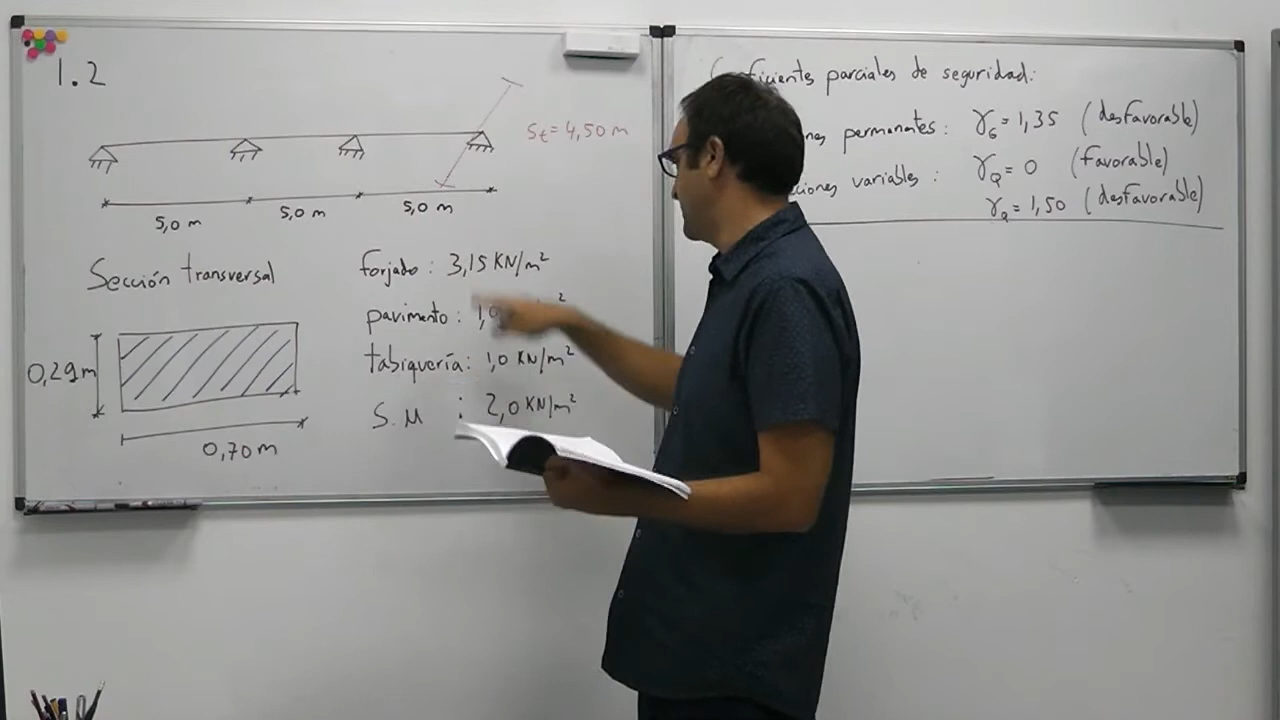 1.2
St = 4,50 m
5,0 m
5,0 m
5,0 m
Sección transversal
0,29 m
0,70 m
forjado : 3,15 KN/m²
pavimento :
tabiquería : 1,0 KN/m²
S.M : 2,0 KN/m²
parciales de seguridad:
permanentes : γG = 1,35 (desfavorable)
variables : γQ = 0 (favorable)
γQ = 1,50 (desfavorable)